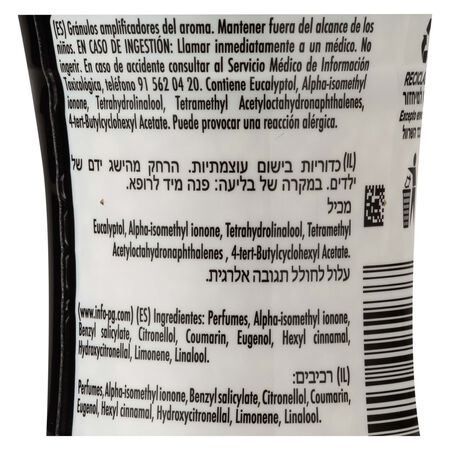 (ES) Gránulos amplificadores del aroma. Mantener fuera del alcance de los
niños. EN CASO DE INGESTIÓN: Llamar inmediatamente a un médico. No
ingerir. En caso de accidente consultar al Servicio Médico de Información
Toxicológica, teléfono 91 562 04 20. Contiene Eucalyptol, Alpha-isomethyl
ionone, Tetrahydrolinalool, Tetramethyl Acetyloctahydronaphthalenes,
4-tert-Butylcyclohexyl Acetate. Puede provocar una reacción alérgica.
(IL) כדוריות בישום עוצמתיות. הרחק מהישג ידם של
ילדים. במקרה של בליעה: פנה מיד לרופא.
מכיל
Eucalyptol, Alpha-isomethyl ionone, Tetrahydrolinalool, Tetramethyl
Acetyloctahydronaphthalenes , 4-tert-Butylcyclohexyl Acetate.
עלול לחולל תגובה אלרגית.
(www.info-pg.com) (ES) Ingredientes: Perfumes, Alpha-isomethyl ionone,
Benzyl salicylate, Citronellol, Coumarin, Eugenol, Hexyl cinnamal,
Hydroxycitronellal, Limonene, Linalool.
(IL) רכיבים:
Perfumes, Alpha-isomethyl ionone, Benzyl salicylate, Citronellol, Coumarin,
Eugenol, Hexyl cinnamal, Hydroxycitronellal, Limonene, Linalool.